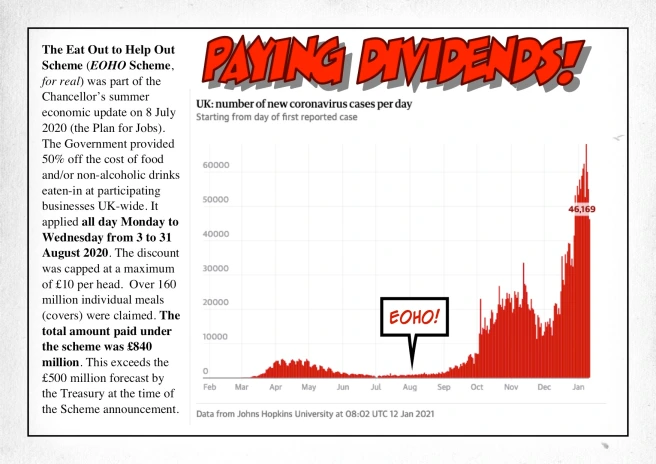 The Eat Out to Help Out
Scheme (EOHO Scheme,
for real) was part of the
Chancellor's summer
economic update on 8 July
2020 (the Plan for Jobs).
The Government provided
50% off the cost of food
and/or non-alcoholic drinks
eaten-in at participating
businesses UK-wide. It
applied all day Monday to
Wednesday from 3 to 31
August 2020. The discount
was capped at a maximum
of £10 per head. Over 160
million individual meals
(covers) were claimed. The
total amount paid under
the scheme was £840
million. This exceeds the
£500 million forecast by
the Treasury at the time of
the Scheme announcement.
PAYING DIVIDENDS!
UK: number of new coronavirus cases per day
Starting from day of first reported case
60000
50000
46,169
40000
30000
20000
EOHO!
10000
0
Feb Mar Apr May Jun Jul Aug Sep Oct Nov Dec Jan
Data from Johns Hopkins University at 08:02 UTC 12 Jan 2021